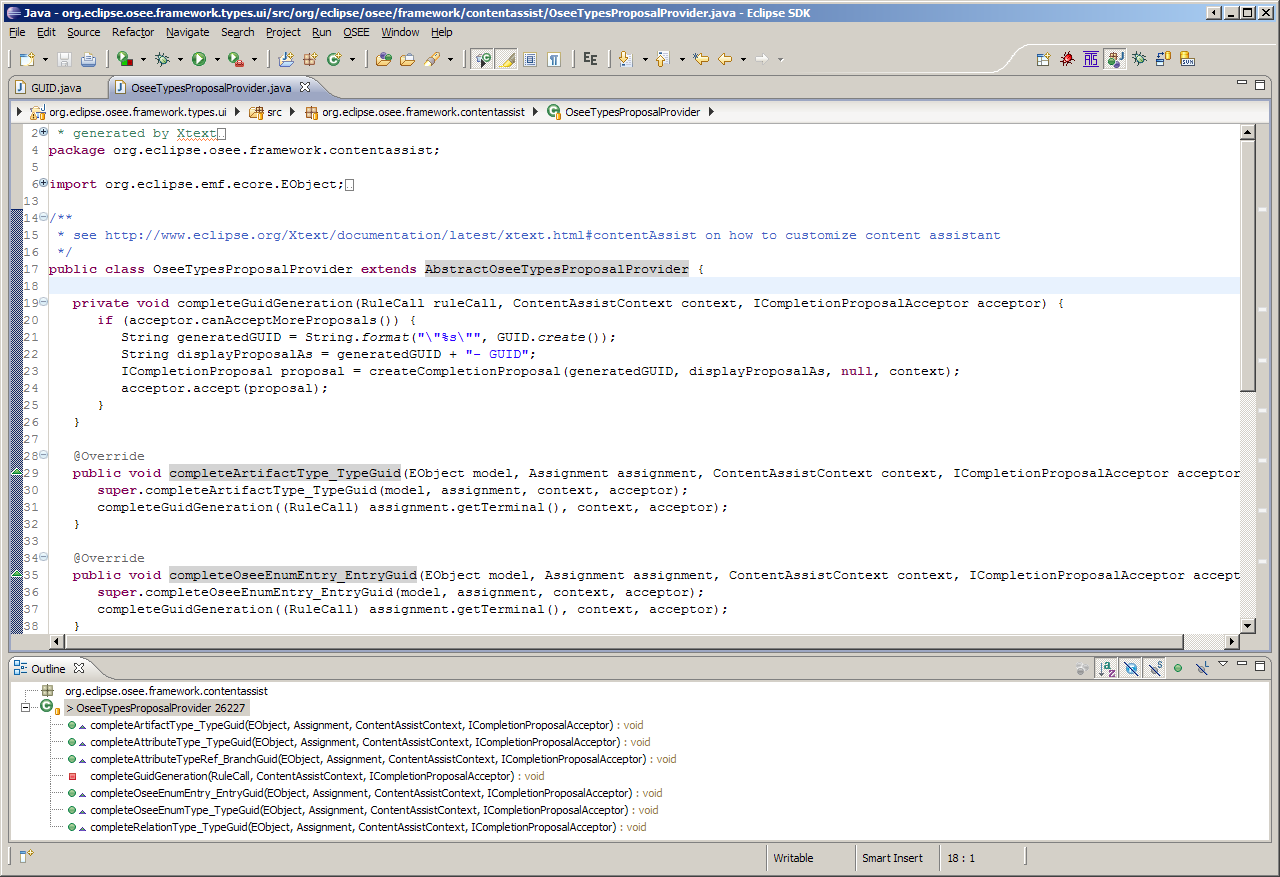 Java - org.eclipse.osee.framework.types.ui/src/org/eclipse/osee/framework/contentassist/OseeTypesProposalProvider.java - Eclipse SDK
File Edit Source Refactor Navigate Search Project Run OSEE Window Help
GUID.java OseeTypesProposalProvider.java
org.eclipse.osee.framework.types.ui src org.eclipse.osee.framework.contentassist OseeTypesProposalProvider
2 * generated by Xtext
4 package org.eclipse.osee.framework.contentassist;
5
6 import org.eclipse.emf.ecore.EObject;
13
14 /**
15 * see http://www.eclipse.org/Xtext/documentation/latest/xtext.html#contentAssist on how to customize content assistant
16 */
17 public class OseeTypesProposalProvider extends AbstractOseeTypesProposalProvider {
18
19 private void completeGuidGeneration(RuleCall ruleCall, ContentAssistContext context, ICompletionProposalAcceptor acceptor) {
20 if (acceptor.canAcceptMoreProposals()) {
21 String generatedGUID = String.format("\"%s\"", GUID.create());
22 String displayProposalAs = generatedGUID + "- GUID";
23 ICompletionProposal proposal = createCompletionProposal(generatedGUID, displayProposalAs, null, context);
24 acceptor.accept(proposal);
25 }
26 }
27
28 @Override
29 public void completeArtifactType_TypeGuid(EObject model, Assignment assignment, ContentAssistContext context, ICompletionProposalAcceptor acceptor
30 super.completeArtifactType_TypeGuid(model, assignment, context, acceptor);
31 completeGuidGeneration((RuleCall) assignment.getTerminal(), context, acceptor);
32 }
33
34 @Override
35 public void completeOseeEnumEntry_EntryGuid(EObject model, Assignment assignment, ContentAssistContext context, ICompletionProposalAcceptor accept
36 super.completeOseeEnumEntry_EntryGuid(model, assignment, context, acceptor);
37 completeGuidGeneration((RuleCall) assignment.getTerminal(), context, acceptor);
38 }
Outline
org.eclipse.osee.framework.contentassist
> OseeTypesProposalProvider 26227
completeArtifactType_TypeGuid(EObject, Assignment, ContentAssistContext, ICompletionProposalAcceptor) : void
completeAttributeType_TypeGuid(EObject, Assignment, ContentAssistContext, ICompletionProposalAcceptor) : void
completeAttributeTypeRef_BranchGuid(EObject, Assignment, ContentAssistContext, ICompletionProposalAcceptor) : void
completeGuidGeneration(RuleCall, ContentAssistContext, ICompletionProposalAcceptor) : void
completeOseeEnumEntry_EntryGuid(EObject, Assignment, ContentAssistContext, ICompletionProposalAcceptor) : void
completeOseeEnumType_TypeGuid(EObject, Assignment, ContentAssistContext, ICompletionProposalAcceptor) : void
completeRelationType_TypeGuid(EObject, Assignment, ContentAssistContext, ICompletionProposalAcceptor) : void
Writable Smart Insert 18 : 1